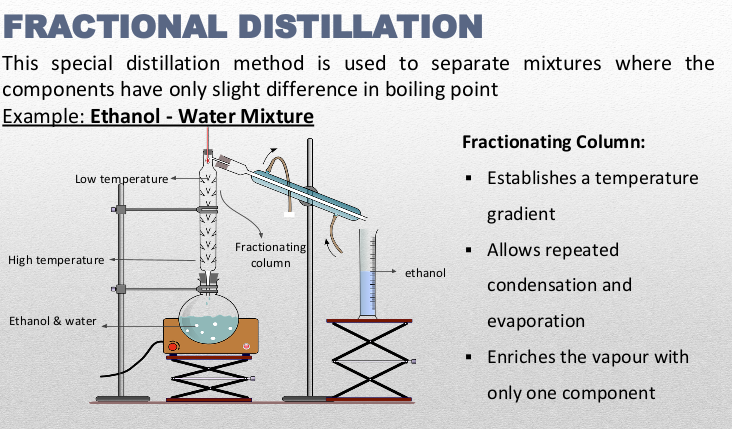 FRACTIONAL DISTILLATION
This special distillation method is used to separate mixtures where the
components have only slight difference in boiling point
Example: Ethanol - Water Mixture
Low temperature
High temperature
Ethanol & water
Fractionating
column
ethanol
Fractionating Column:
▪ Establishes a temperature
gradient
▪ Allows repeated
condensation and
evaporation
▪ Enriches the vapour with
only one component